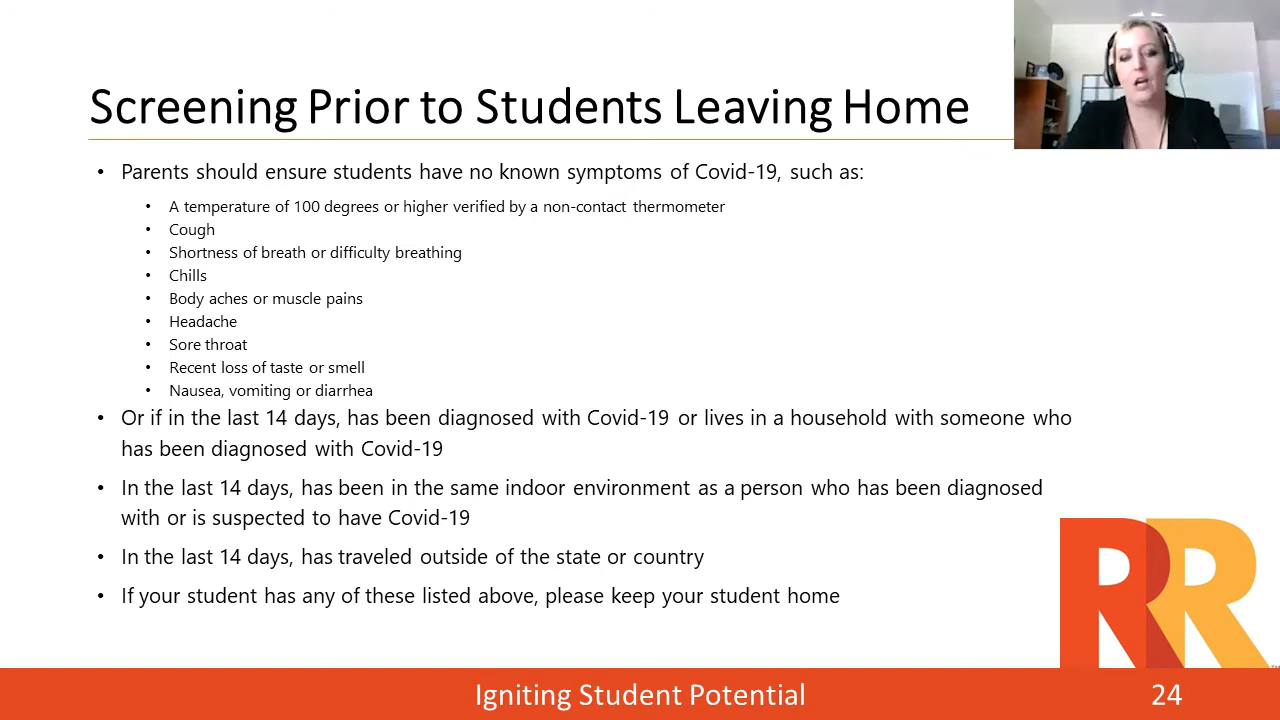 Screening Prior to Students Leaving Home
• Parents should ensure students have no known symptoms of Covid-19, such as:
• A temperature of 100 degrees or higher verified by a non-contact thermometer
• Cough
• Shortness of breath or difficulty breathing
• Chills
• Body aches or muscle pains
• Headache
• Sore throat
• Recent loss of taste or smell
• Nausea, vomiting or diarrhea
• Or if in the last 14 days, has been diagnosed with Covid-19 or lives in a household with someone who
has been diagnosed with Covid-19
• In the last 14 days, has been in the same indoor environment as a person who has been diagnosed
with or is suspected to have Covid-19
• In the last 14 days, has traveled outside of the state or country
• If your student has any of these listed above, please keep your student home
RR
Igniting Student Potential
24